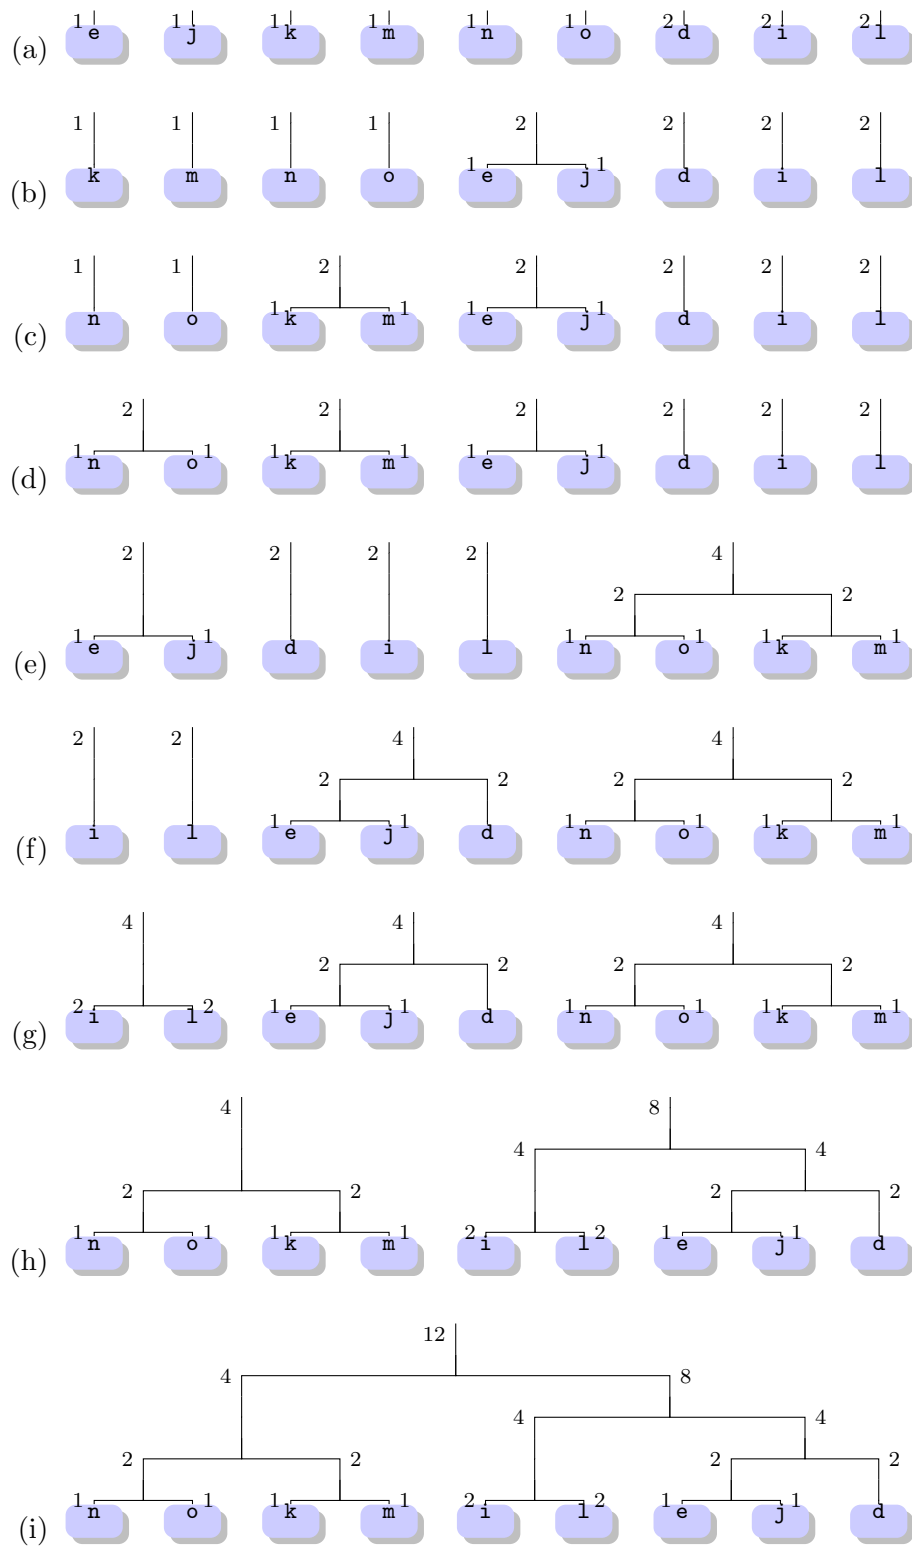 1 1 1 1 1 1 2 2 2
(a) e j k m n o d i l
1 1 1 1 2 2 2 2
1 1
(b) k m n o e j d i l
1 1 2 2 2 2 2
1 1 1 1
(c) n o k m e j d i l
2 2 2 2 2 2
1 1 1 1 1 1
(d) n o k m e j d i l
2 2 2 2 4
2 2
1 1 1 1 1 1
(e) e j d i l n o k m
2 2 4 4
2 2 2 2
1 1 1 1 1 1
(f) i l e j d n o k m
4 4 4
2 2 2 2
2 2 1 1 1 1 1 1
(g) i l e j d n o k m
4 8
4 4
2 2 2 2
1 1 1 1 2 2 1 1
(h) n o k m i l e j d
12
4 8
4 4
2 2 2 2
1 1 1 1 2 2 1 1
(i) n o k m i l e j d